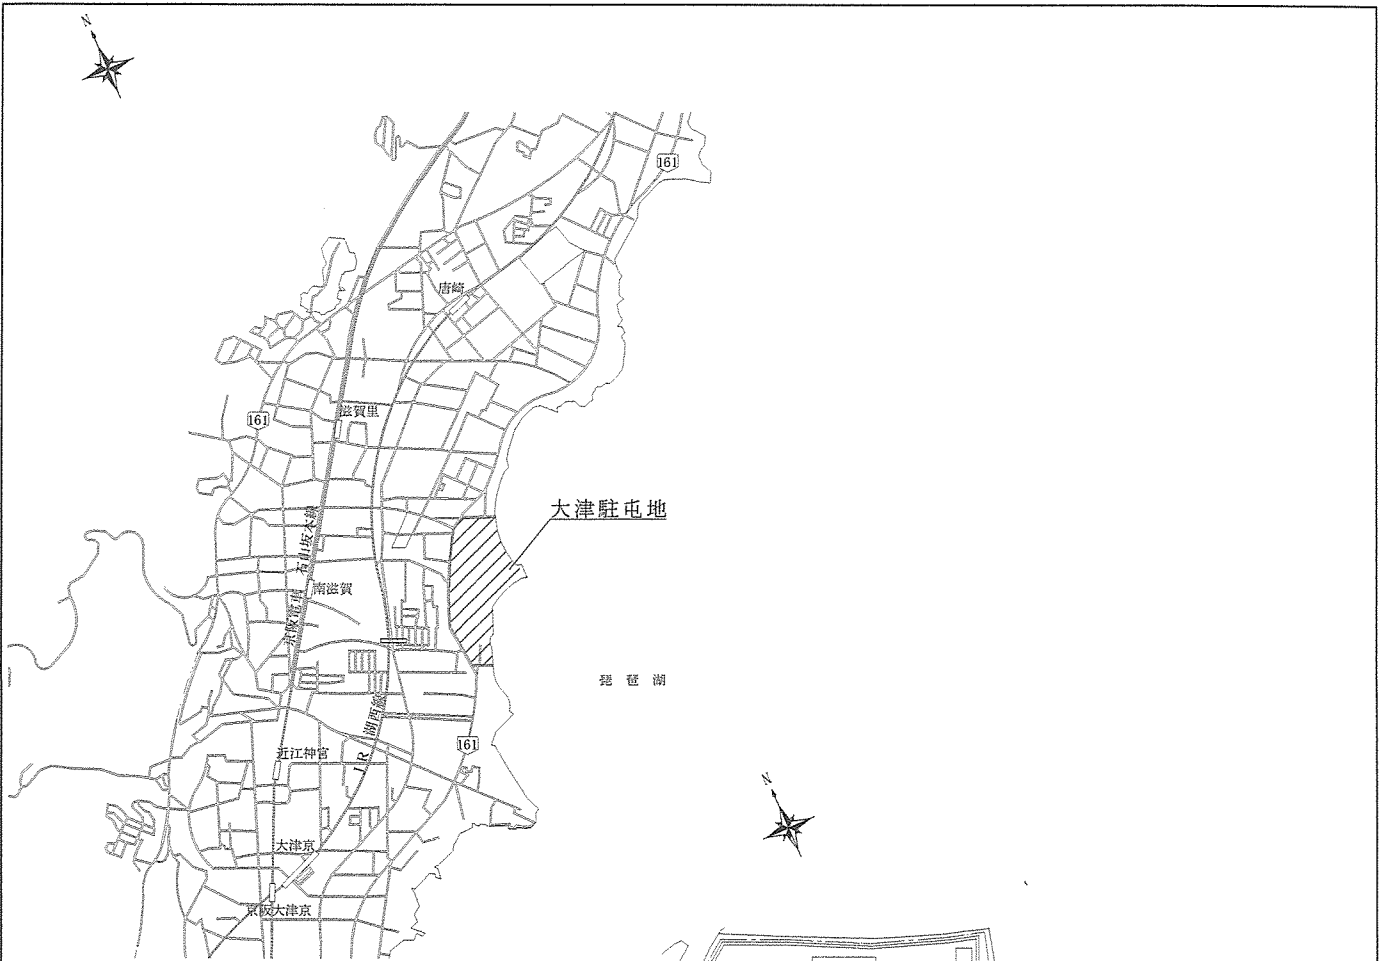 N
161
唐崎
161
滋賀里
大津駐屯地
京阪電車 石山坂本線
南滋賀
琵琶湖
JR 湖西線
161
近江神宮
N
大津京
京阪大津京